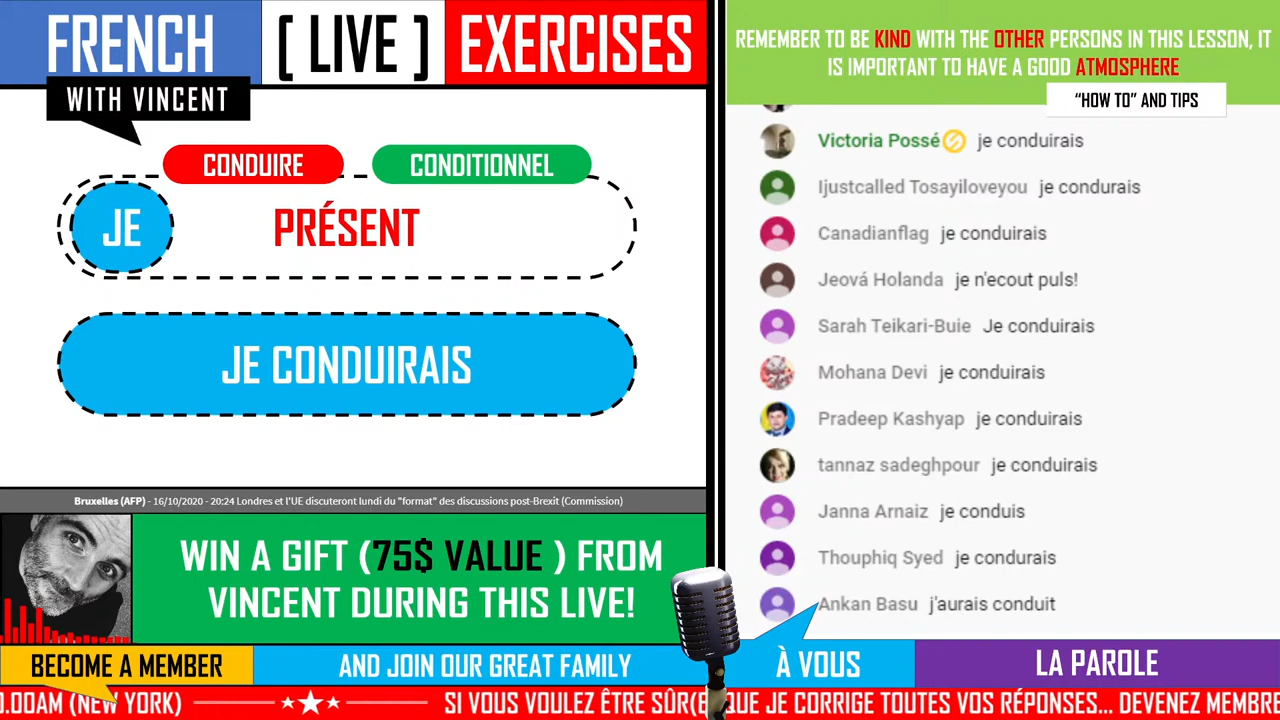 FRENCH [ LIVE ] EXERCISES
WITH VINCENT
CONDUIRE
CONDITIONNEL
JE
PRÉSENT
JE CONDUIRAIS
Bruxelles (AFP) - 16/10/2020 - 20:24 Londres et l'UE discuteront lundi du "format" des discussions post-Brexit (Commission)
WIN A GIFT (75$ VALUE ) FROM
VINCENT DURING THIS LIVE!
BECOME A MEMBER
AND JOIN OUR GREAT FAMILY
REMEMBER TO BE KIND WITH THE OTHER PERSONS IN THIS LESSON, IT
IS IMPORTANT TO HAVE A GOOD ATMOSPHERE
“HOW TO” AND TIPS
Victoria Possé je conduirais
Ijustcalled Tosayiloveyou je condurais
Canadianflag je conduirais
Jeová Holanda je n'ecout puls!
Sarah Teikari-Buie Je conduirais
Mohana Devi je conduirais
Pradeep Kashyap je conduirais
tannaz sadeghpour je conduirais
Janna Arnaiz je conduis
Thouphiq Syed je condurais
Ankan Basu j'aurais conduit
À VOUS
LA PAROLE
0.00AM (NEW YORK) SI VOUS VOULEZ ÊTRE SÛR(E QUE JE CORRIGE TOUTES VOS RÉPONSES... DEVENEZ MEMBRE